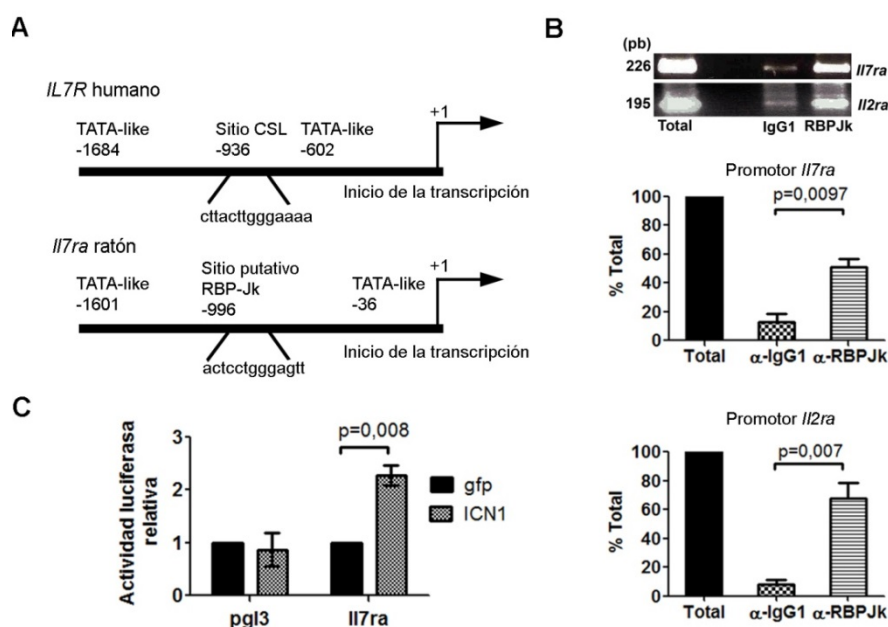 A
IL7R humano
TATA-like
-1684
Sitio CSL
-936
TATA-like
-602
+1
Inicio de la transcripción
cttacttgggaaaa
Il7ra ratón
TATA-like
-1601
Sitio putativo
RBP-Jk
-996
TATA-like
-36
+1
Inicio de la transcripción
actcctgggagtt
B
(pb)
226
Il7ra
195
Il2ra
Total IgG1 RBPJk
Promotor Il7ra
p=0,0097
% Total
100
80
60
40
20
0
Total α-IgG1 α-RBPJk
Promotor Il2ra
p=0,007
% Total
100
80
60
40
20
0
Total α-IgG1 α-RBPJk
C
Actividad luciferasa
relativa
3
2
1
0
p=0,008
gfp
ICN1
pgl3 Il7ra